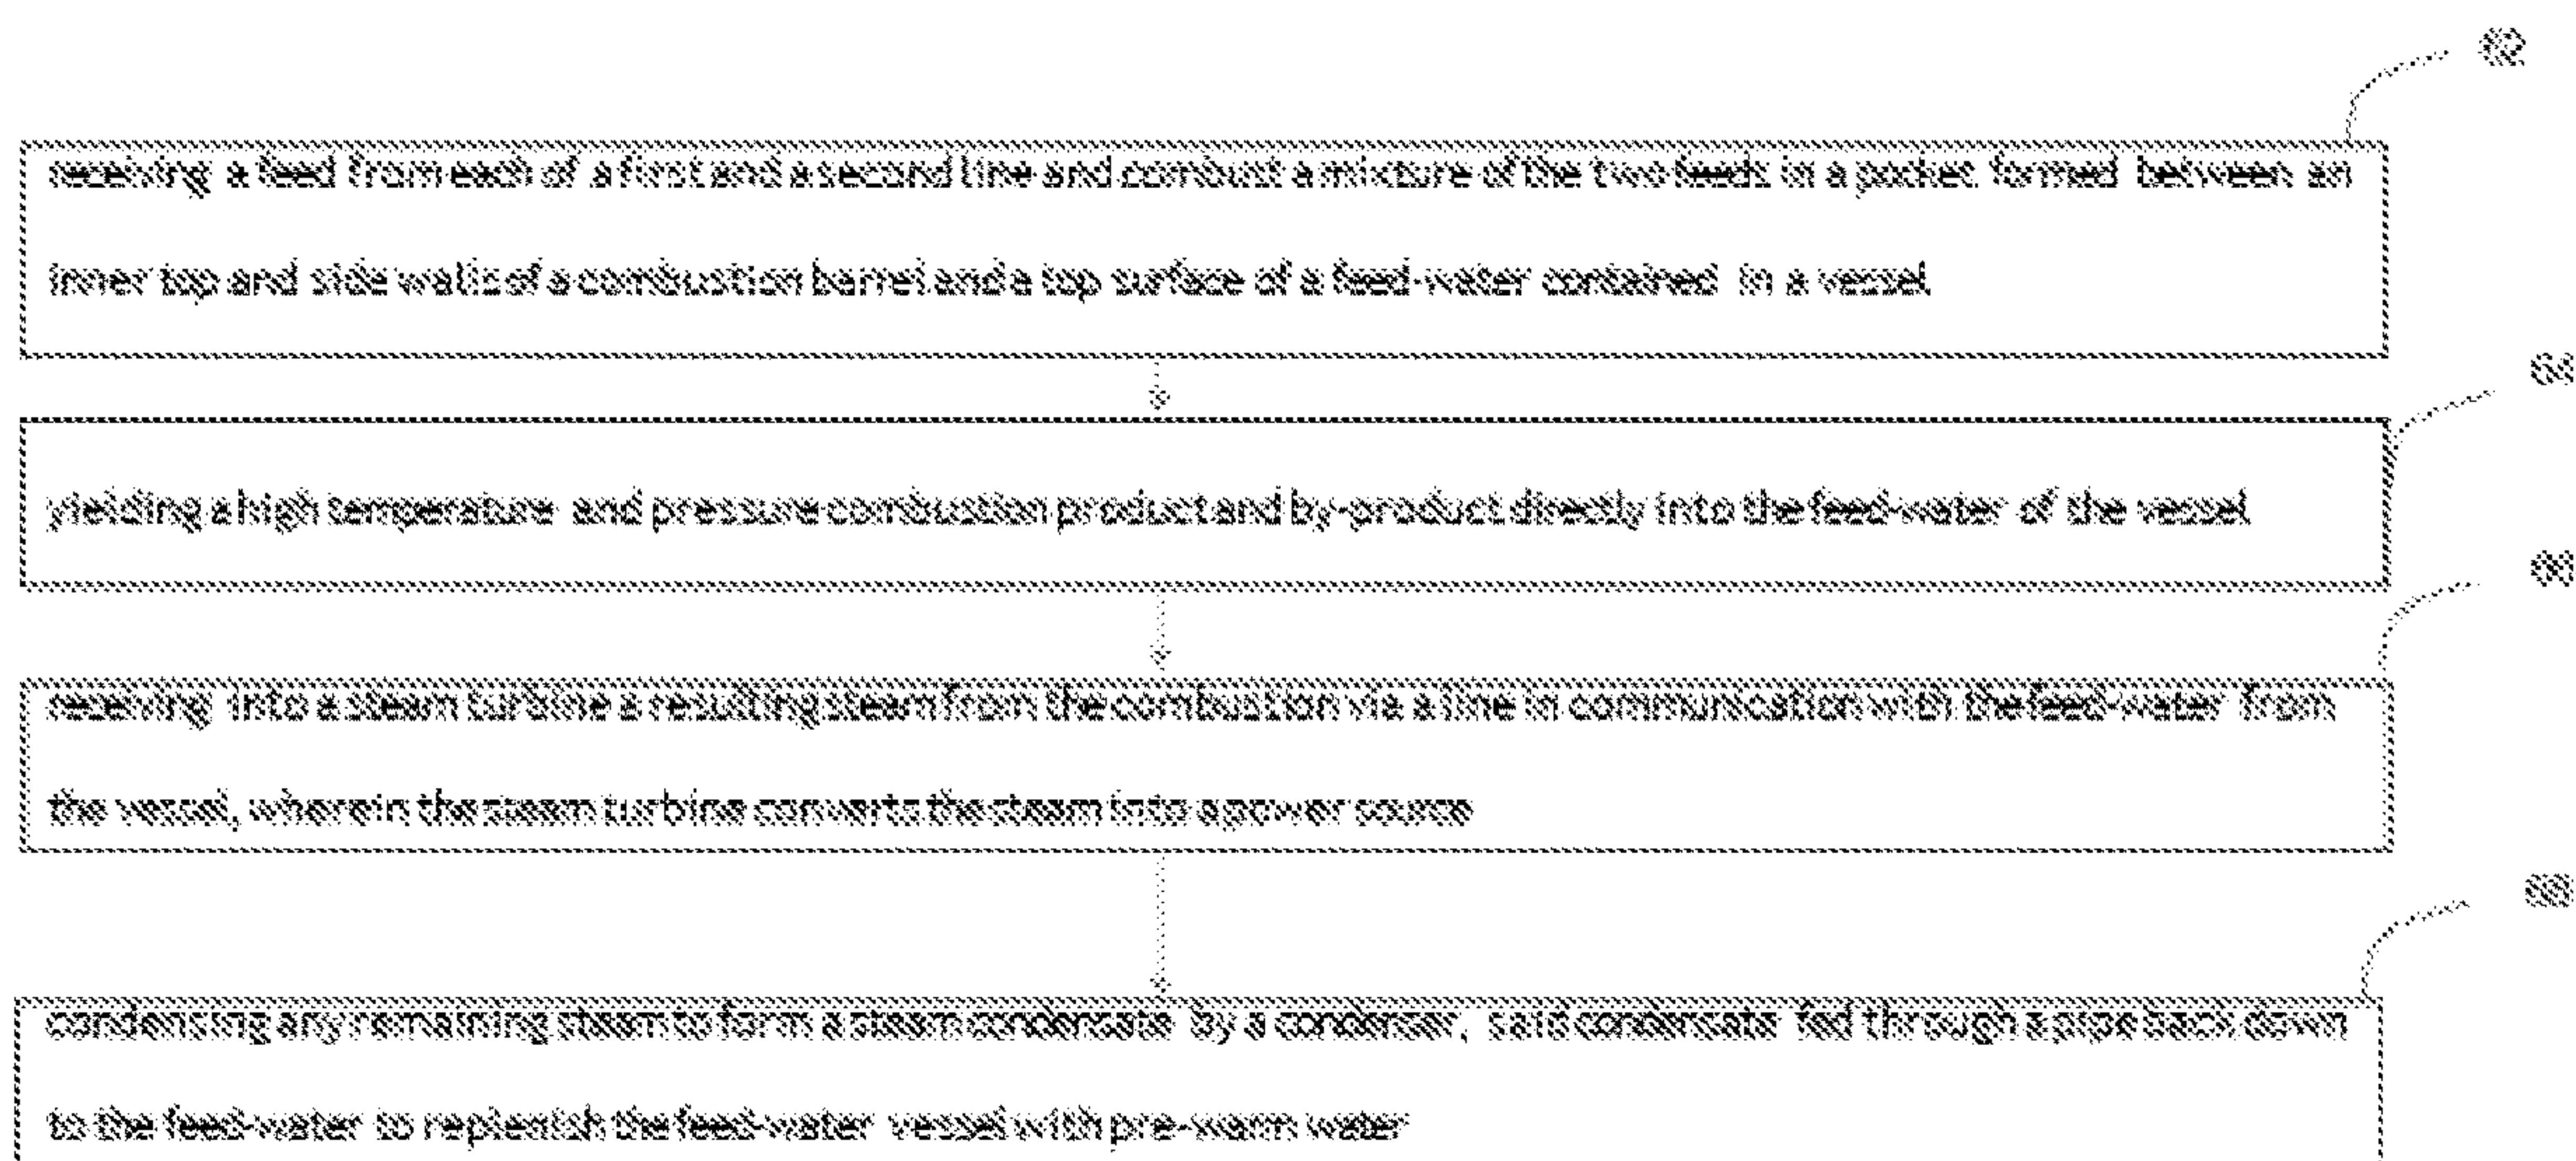 62
receiving a feed from each of a first and a second line and combust a mixture of the two feeds in a pocket formed between an
inner top and side walls of a combustion barrel and a top surface of a feed-water contained in a vessel
64
yielding a high temperature and pressure combustion product and by-product directly into the feed-water of the vessel
receiving into a steam turbine a resulting steam from the combustion via a line in communication with the feed-water from
the vessel, wherein the steam turbine converts the steam into a power source
condensing any remaining steam to form a steam condensate by a condenser, said condensate fed through a pipe back down
to the feed-water to replenish the feed-water vessel with pre-warm water